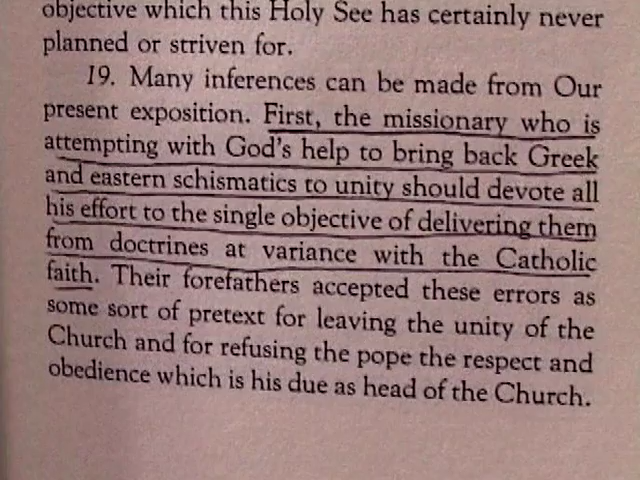 objective which this Holy See has certainly never
planned or striven for.
19. Many inferences can be made from Our
present exposition. First, the missionary who is
attempting with God's help to bring back Greek
and eastern schismatics to unity should devote all
his effort to the single objective of delivering them
from doctrines at variance with the Catholic
faith. Their forefathers accepted these errors as
some sort of pretext for leaving the unity of the
Church and for refusing the pope the respect and
obedience which is his due as head of the Church.